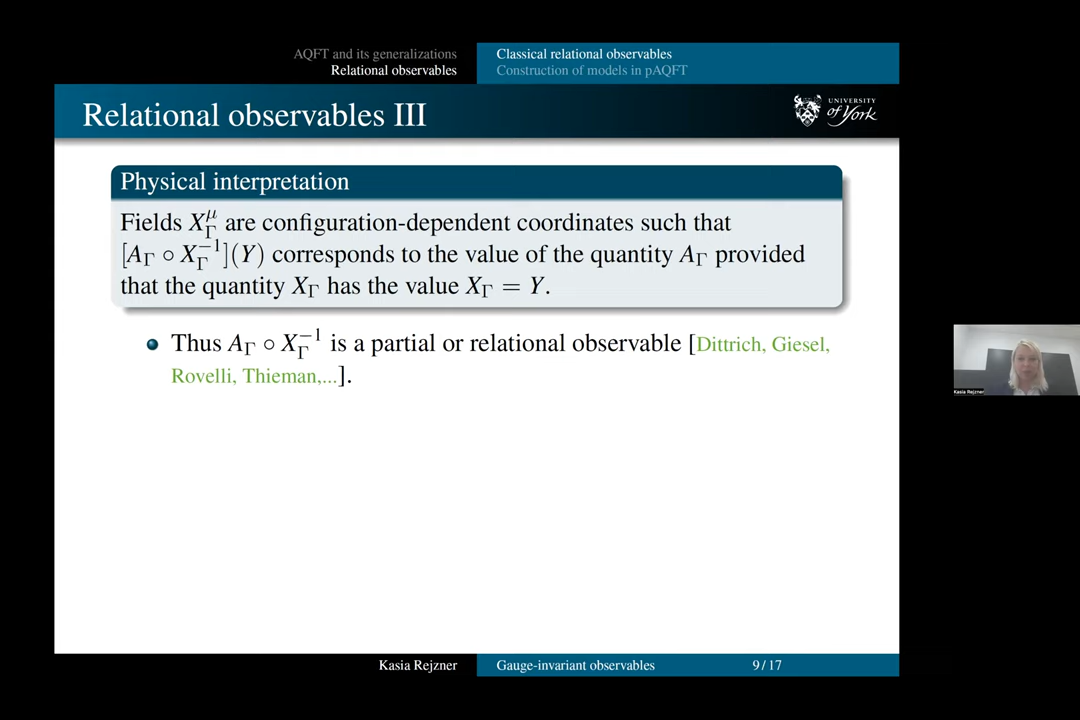 AQFT and its generalizations
Relational observables
Classical relational observables
Construction of models in pAQFT
Relational observables III
UNIVERSITY
of York
Physical interpretation
Fields X_Γ^μ are configuration-dependent coordinates such that
[A_Γ ∘ X_Γ^{-1}](Y) corresponds to the value of the quantity A_Γ provided
that the quantity X_Γ has the value X_Γ = Y.
Thus A_Γ ∘ X_Γ^{-1} is a partial or relational observable [Dittrich, Giesel,
Rovelli, Thieman,...].
Kasia Rejzner
Kasia Rejzner
Gauge-invariant observables
9 / 17